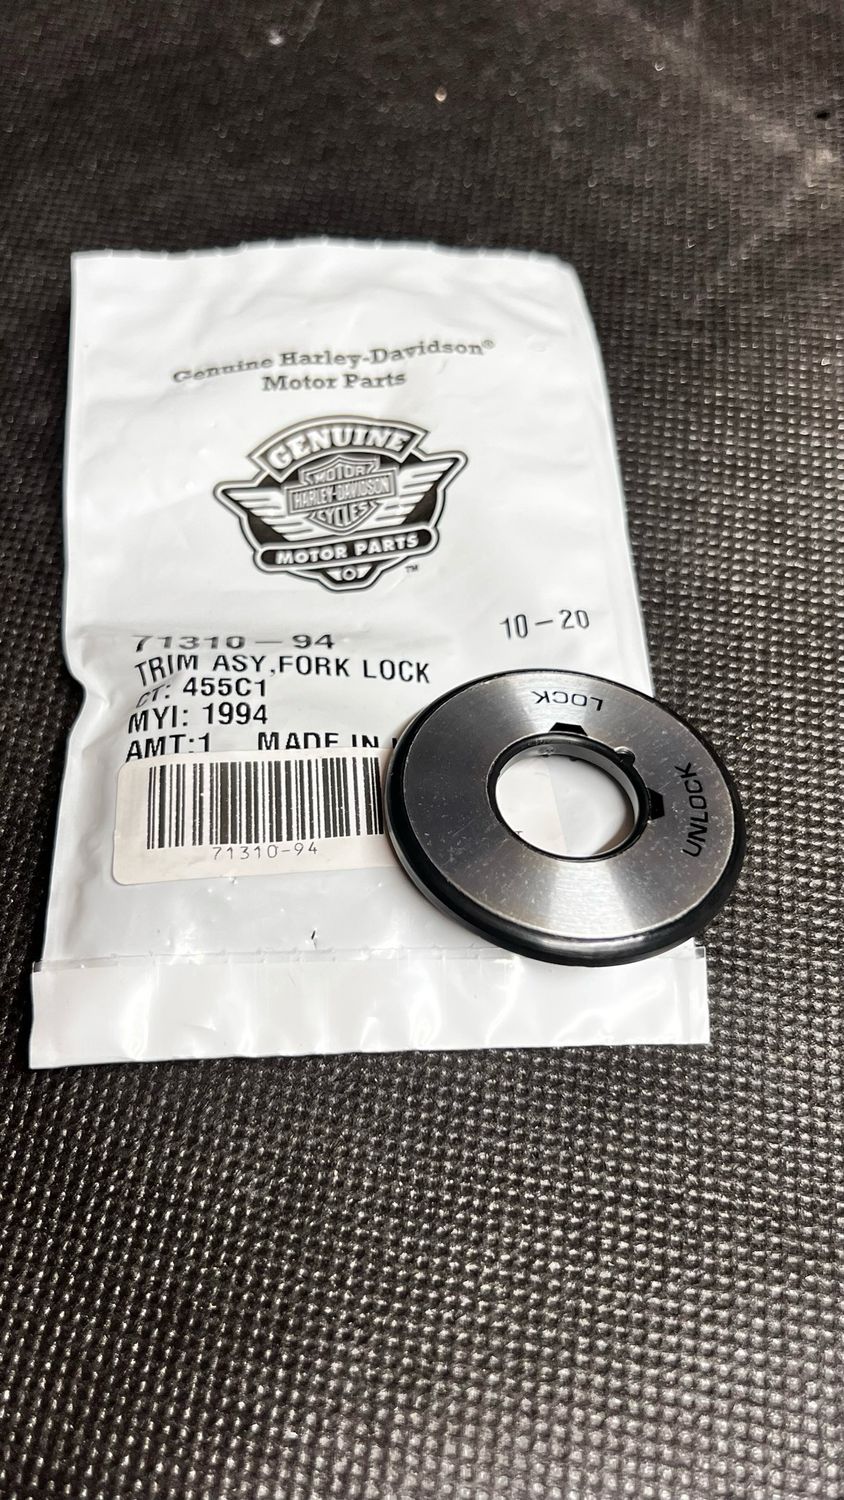 Genuine Harley-Davidson®
Motor Parts
GENUINE
MOTOR
HARLEY-DAVIDSON
CYCLES
MOTOR PARTS
™
10-20
71310-94
TRIM ASY,FORK LOCK
CT: 455C1
MYI: 1994
AMT:1 MADE IN
71310-94
LOCK
UNLOCK